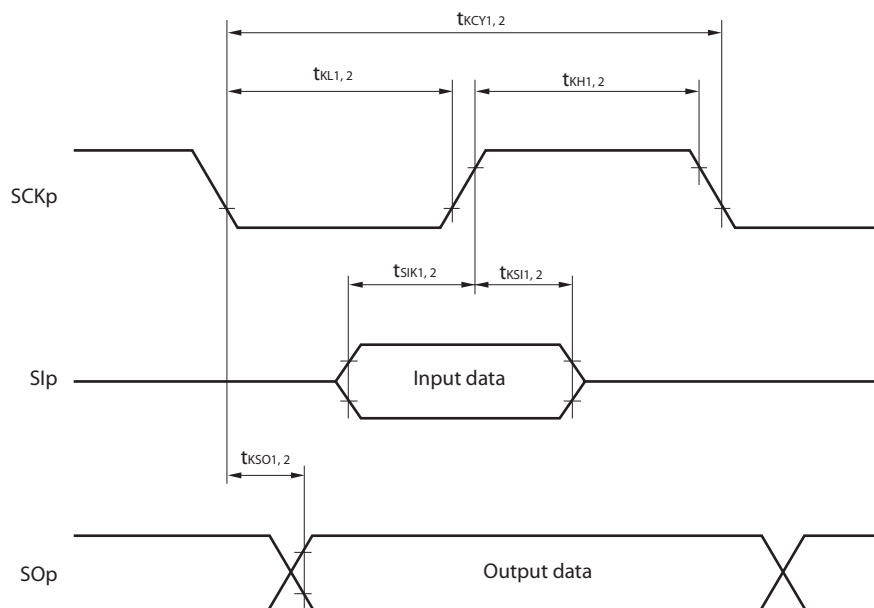 tKCY1, 2
tKL1, 2
tKH1, 2
SCKp
tSIK1, 2
tKSI1, 2
SIp
Input data
tKSO1, 2
SOp
Output data